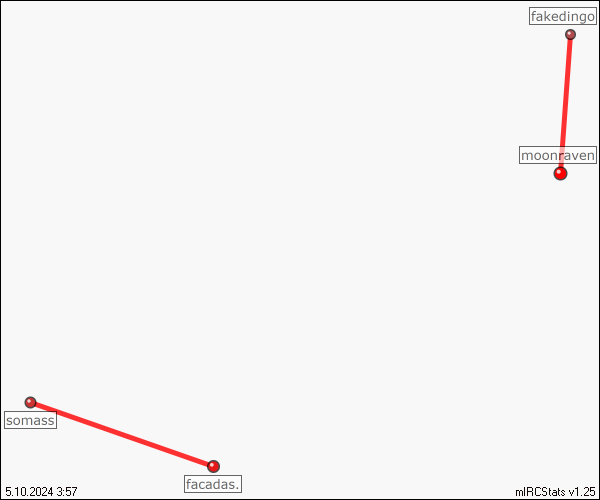 fakedingo
moonraven
somass
facadas.
5.10.2024 3:57
mIRCStats v1.25